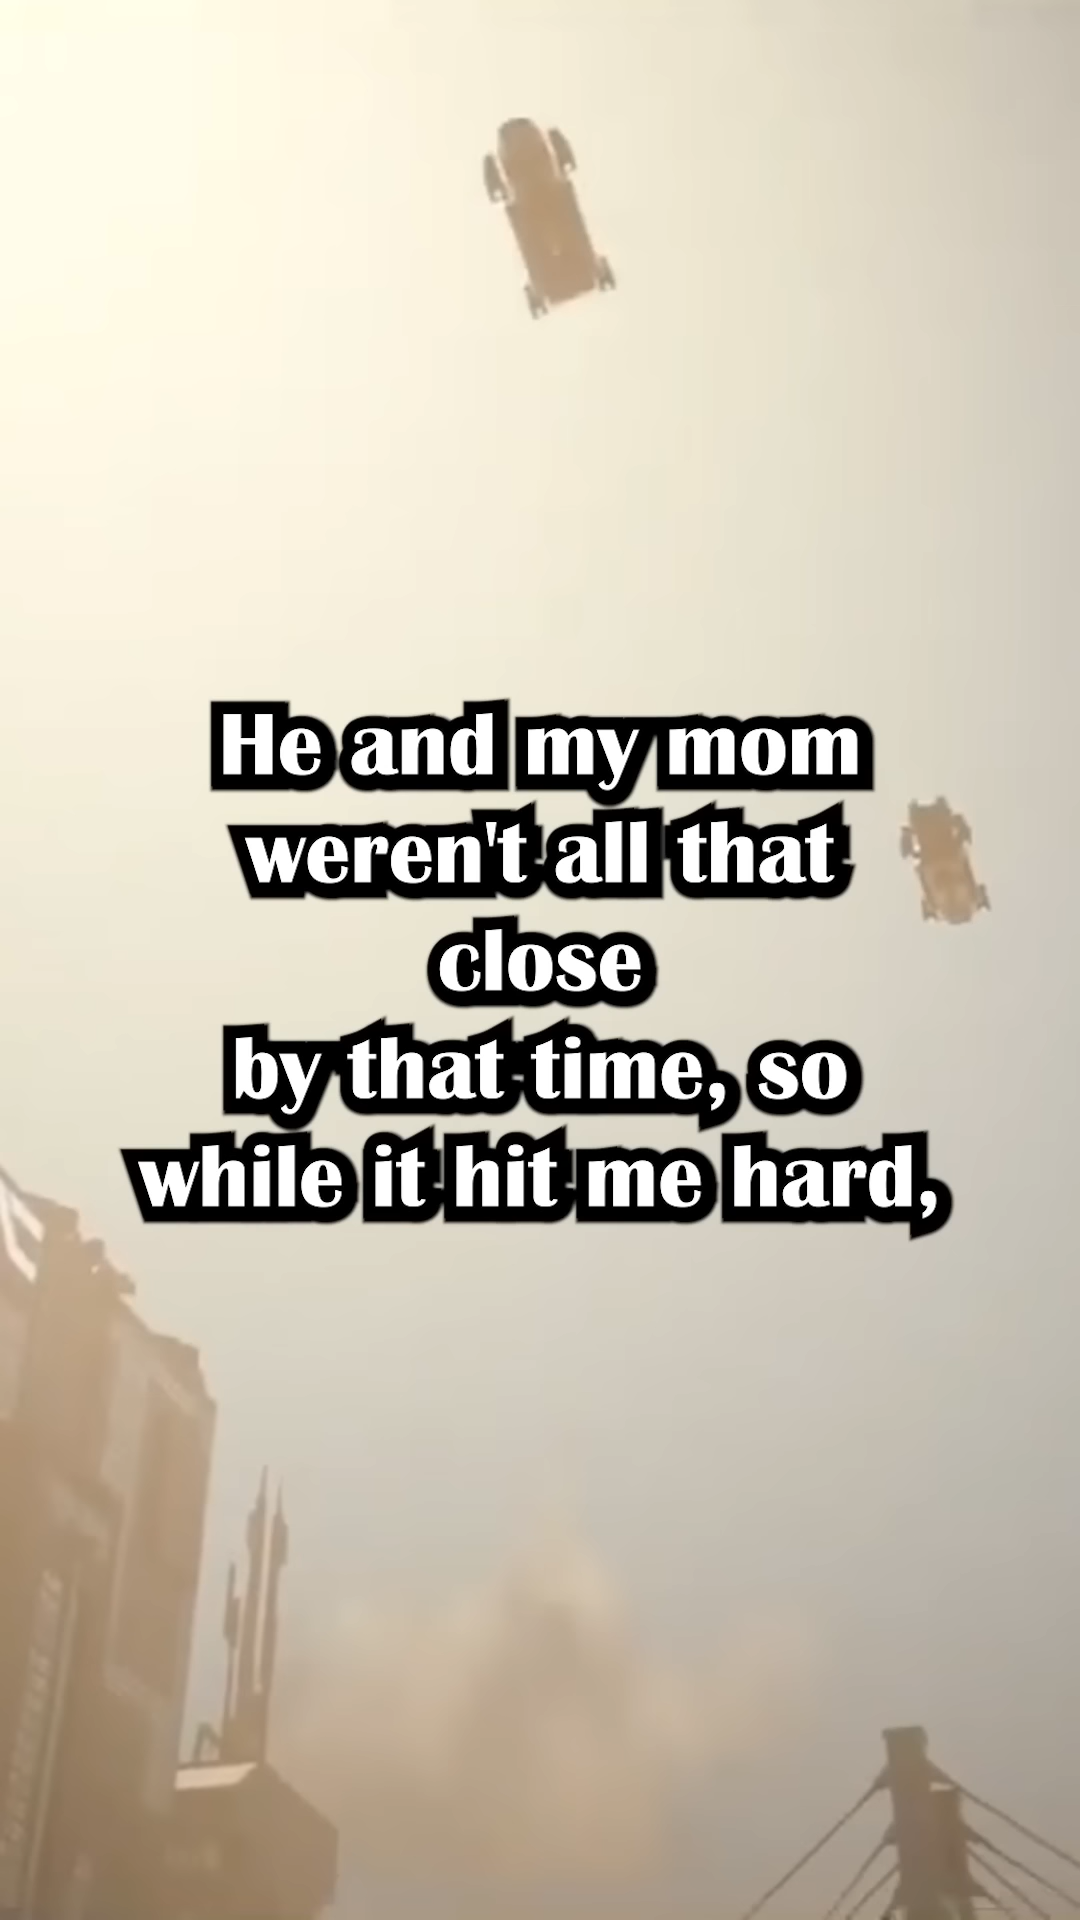 He and my mom
weren't all that
close
by that time, so
while it hit me hard,